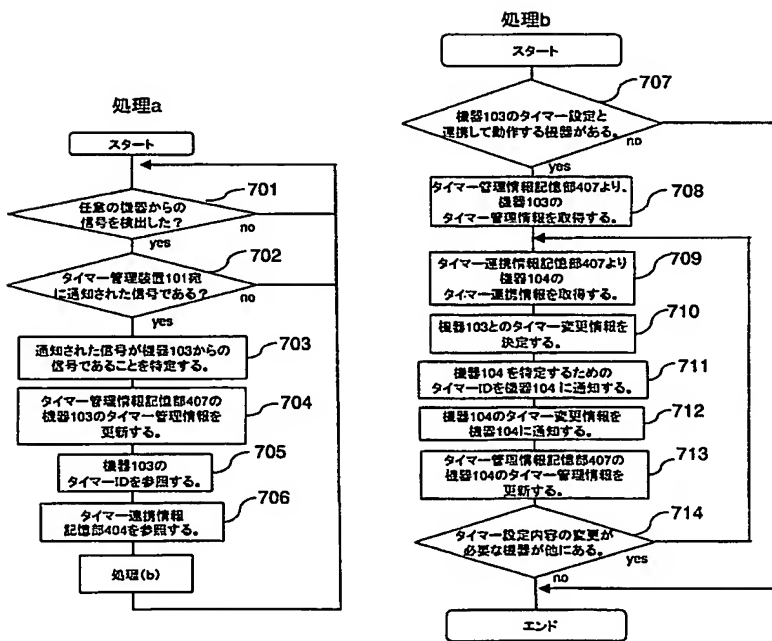 処理a
スタート
701
任意の機器からの
信号を検出した？
no
yes
702
タイマー管理装置101宛
に通知された信号である？
no
yes
通知された信号が機器103からの
信号であることを特定する。
703
タイマー管理情報記憶部407の
機器103のタイマー管理情報を
更新する。
704
機器103の
タイマーIDを参照する。
705
タイマー連携情報
記憶部404を参照する。
706
処理(b)
処理b
スタート
707
機器103のタイマー設定と
連携して動作する機器がある。
no
yes
タイマー管理情報記憶部407より、
機器103の
タイマー管理情報を取得する。
708
タイマー連携情報記憶部407より
機器104の
タイマー連携情報を取得する。
709
機器103とのタイマー変更情報を
決定する。
710
機器104を特定するための
タイマーIDを機器104に通知する。
711
機器104のタイマー変更情報を
機器104に通知する。
712
タイマー管理情報記憶部407の
機器104のタイマー管理情報を
更新する。
713
714
タイマー設定内容の変更が
必要な機器が他にある。
yes
no
エンド